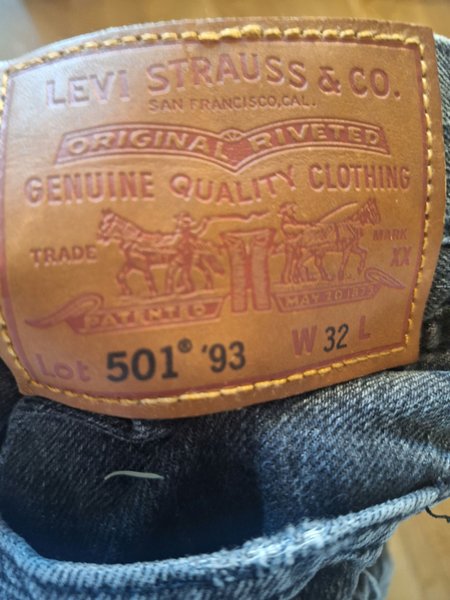 LEVI STRAUSS & CO.
SAN FRANCISCO, CAL.
ORIGINAL RIVETED
GENUINE QUALITY CLOTHING
TRADE MARK
XX
PATENTED MAY 20 1873
Lot 501® '93 W 32 L